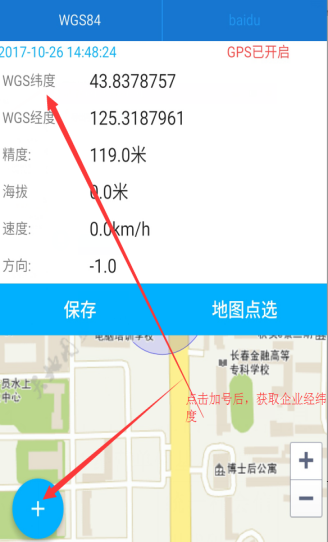 WGS84 baidu
2017-10-26 14:48:24 GPS已开启
WGS纬度 43.8378757
WGS经度 125.3187961
精度: 119.0米
海拔 0.0米
速度: 0.0km/h
方向: -1.0
保存 地图点选
电脑培训学校
长春金融高等
专科学校
员水上
中心
点击加号后，获取企业经纬
度
博士后公寓
+
−
+